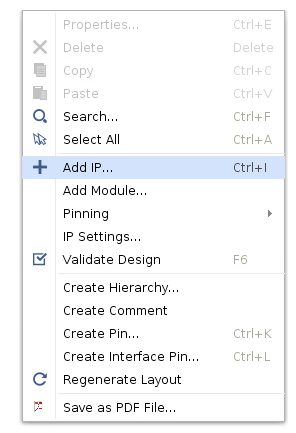 Properties... Ctrl+E
Delete Delete
Copy Ctrl+C
Paste Ctrl+V
Search... Ctrl+F
Select All Ctrl+A
Add IP... Ctrl+I
Add Module...
Pinning
IP Settings...
Validate Design F6
Create Hierarchy...
Create Comment
Create Pin... Ctrl+K
Create Interface Pin... Ctrl+L
Regenerate Layout
Save as PDF File...